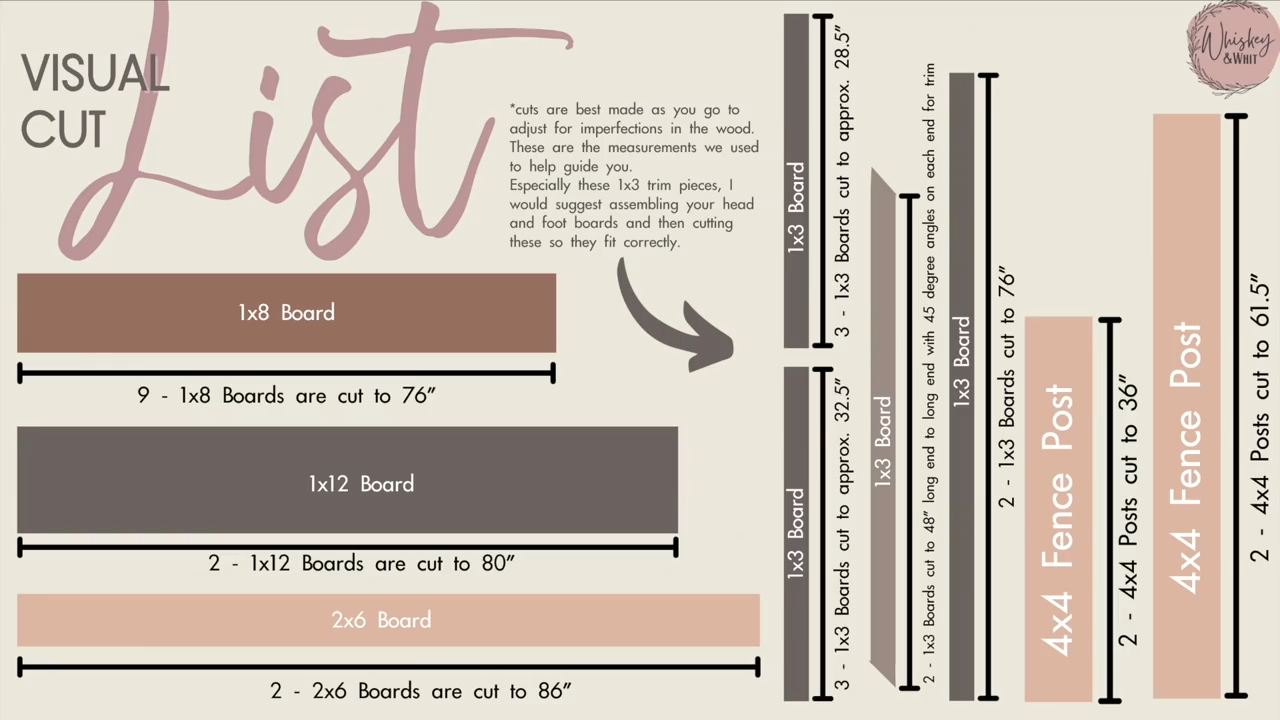 VISUAL
CUT
List
*cuts are best made as you go to
adjust for imperfections in the wood.
These are the measurements we used
to help guide you.
Especially these 1x3 trim pieces, I
would suggest assembling your head
and foot boards and then cutting
these so they fit correctly.
1x8 Board
9 - 1x8 Boards are cut to 76”
1x12 Board
2 - 1x12 Boards are cut to 80”
2x6 Board
2 - 2x6 Boards are cut to 86”
1x3 Board
3 - 1x3 Boards cut to approx. 28.5”
1x3 Board
3 - 1x3 Boards cut to approx. 32.5”
1x3 Board
2 - 1x3 Boards cut to 48” long end to long end with 45 degree angles on each end for trim
1x3 Board
2 - 1x3 Boards cut to 76”
4x4 Fence Post
2 - 4x4 Posts cut to 36”
4x4 Fence Post
2 - 4x4 Posts cut to 61.5”
Whiskey
&WHIT